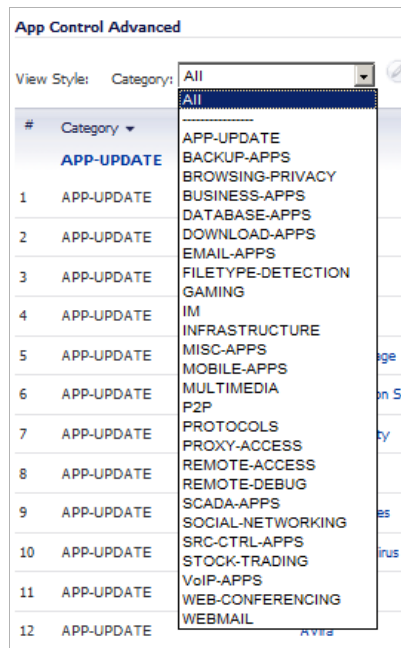 App Control Advanced
View Style: Category: All
All
----------------
# Category
APP-UPDATE
BACKUP-APPS
BROWSING-PRIVACY
BUSINESS-APPS
DATABASE-APPS
DOWNLOAD-APPS
EMAIL-APPS
FILETYPE-DETECTION
GAMING
IM
INFRASTRUCTURE
MISC-APPS
MOBILE-APPS
MULTIMEDIA
P2P
PROTOCOLS
PROXY-ACCESS
REMOTE-ACCESS
REMOTE-DEBUG
SCADA-APPS
SOCIAL-NETWORKING
SRC-CTRL-APPS
STOCK-TRADING
VoIP-APPS
WEB-CONFERENCING
WEBMAIL
APP-UPDATE
1 APP-UPDATE
2 APP-UPDATE
3 APP-UPDATE
4 APP-UPDATE
5 APP-UPDATE
6 APP-UPDATE
7 APP-UPDATE
8 APP-UPDATE
9 APP-UPDATE
10 APP-UPDATE
11 APP-UPDATE
12 APP-UPDATE